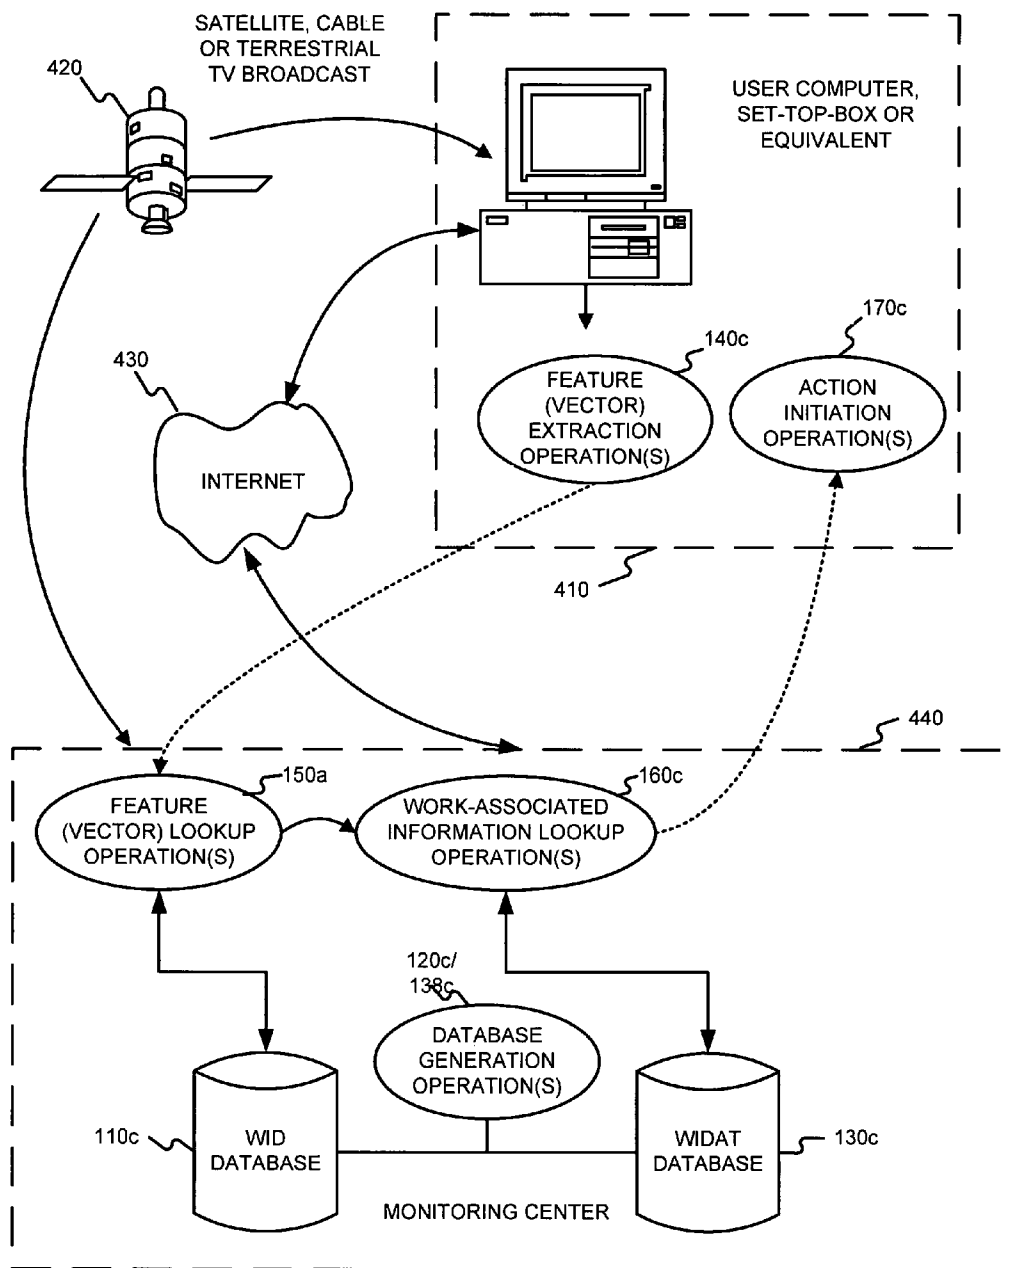 SATELLITE, CABLE
OR TERRESTRIAL
TV BROADCAST
420
USER COMPUTER,
SET-TOP-BOX OR
EQUIVALENT
170c
140c
430
FEATURE
(VECTOR)
EXTRACTION
OPERATION(S)
ACTION
INITIATION
OPERATION(S)
INTERNET
410
440
150a
160c
FEATURE
(VECTOR) LOOKUP
OPERATION(S)
WORK-ASSOCIATED
INFORMATION LOOKUP
OPERATION(S)
120c/
138c
DATABASE
GENERATION
OPERATION(S)
110c
WID
DATABASE
WIDAT
DATABASE
130c
MONITORING CENTER